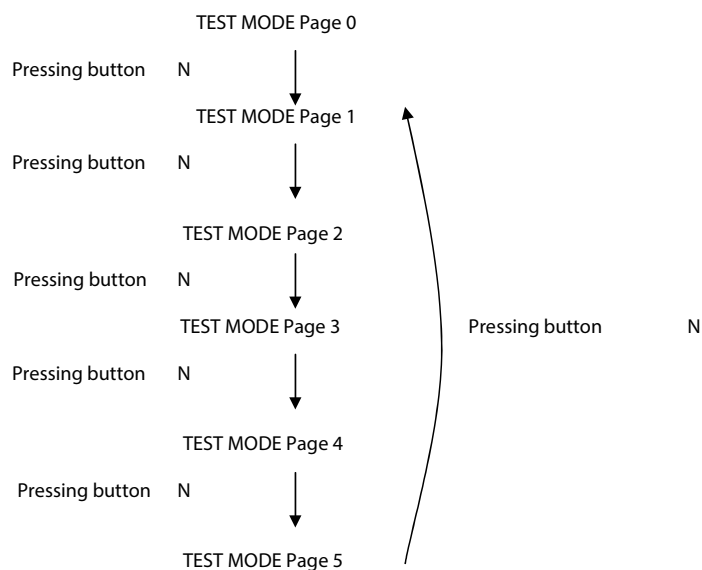 TEST MODE Page 0
Pressing button N
TEST MODE Page 1
Pressing button N
TEST MODE Page 2
Pressing button N
TEST MODE Page 3
Pressing button N
Pressing button N
TEST MODE Page 4
Pressing button N
TEST MODE Page 5